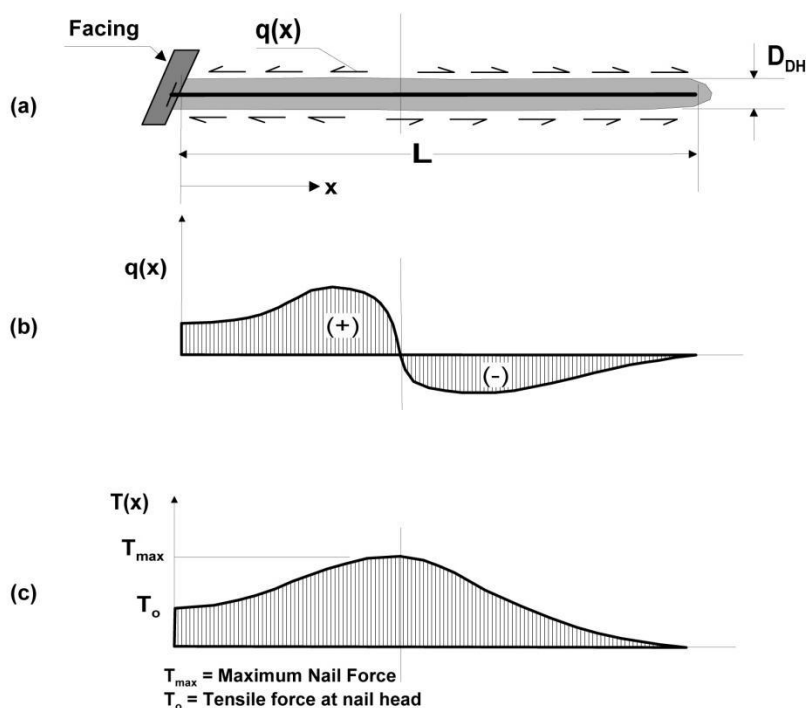 Facing
q(x)
D_DH
(a)
L
x
q(x)
(b)
(+)
(-)
T(x)
T_max
(c)
T_o
T_max = Maximum Nail Force
T_o = Tensile force at nail head